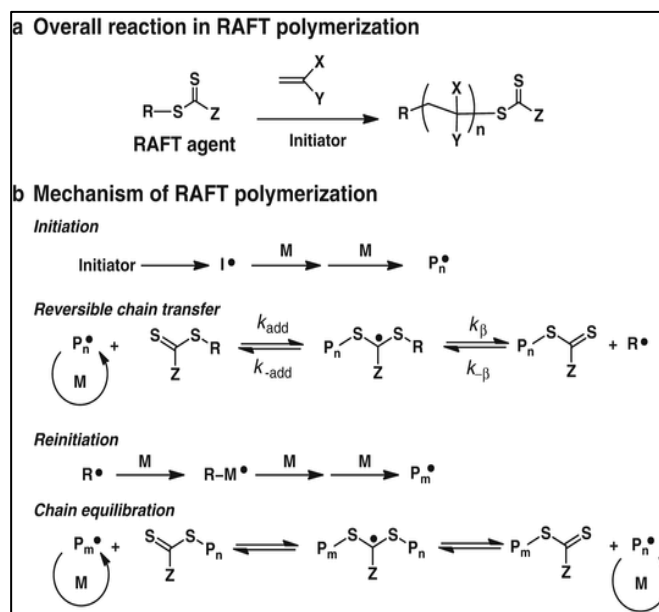 a Overall reaction in RAFT polymerization
S
R—S Z
RAFT agent
X
Y
Initiator
R ( X Y ) n S S Z
b Mechanism of RAFT polymerization
Initiation
Initiator I• M M Pn•
Reversible chain transfer
Pn• + S S R Z M
kadd
k-add
Pn S • S R Z
kβ
k-β
Pn S S Z + R•
Reinitiation
R• M R–M• M M Pm•
Chain equilibration
Pm• + S S Pn Z M
Pm S • S Pn Z
Pm S S Z + Pn• M